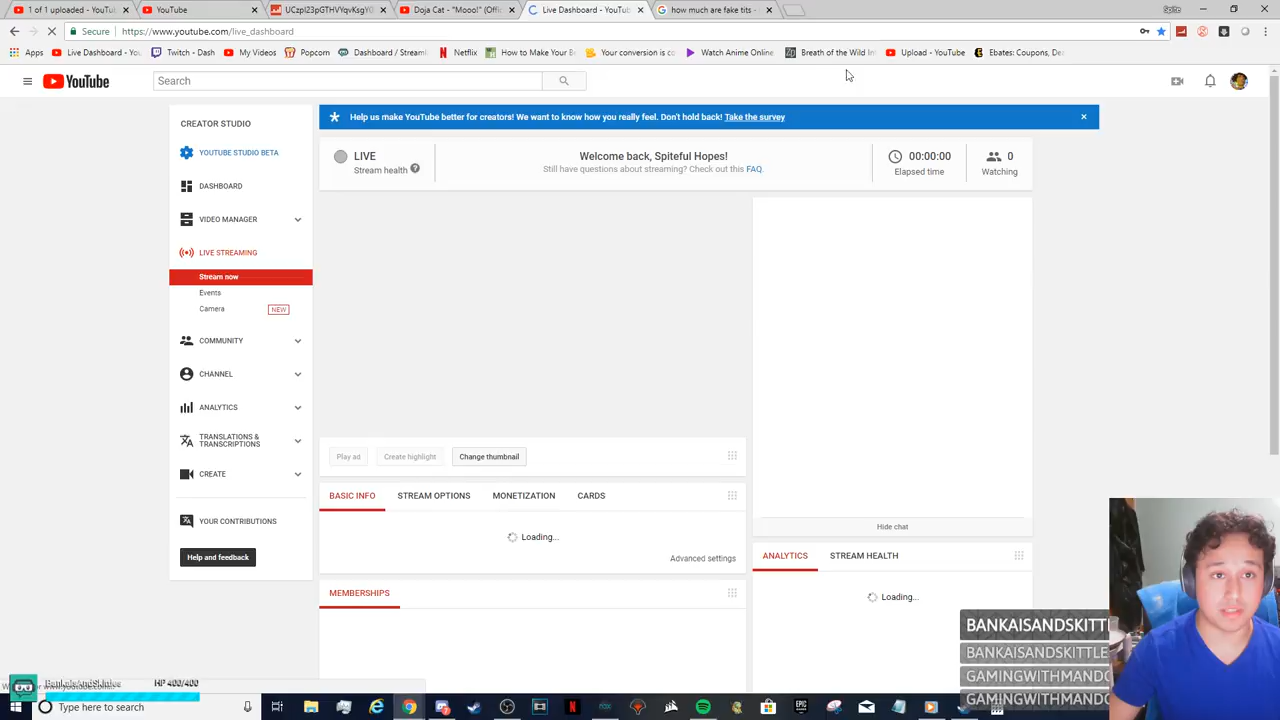 1 of 1 uploaded - YouT
YouTube
UCzpI23pGTHVYqvKsgY0
Doja Cat - "Mooo!" (Offic
Live Dashboard - YouTube
how much are fake tits -
Spite
Secure
https://www.youtube.com/live_dashboard
Apps
Live Dashboard - You
Twitch - Dash
My Videos
Popcorn
Dashboard / Streaml
Netflix
How to Make Your Be
Your conversion is co
Watch Anime Online
Breath of the Wild In
Upload - YouTube
Ebates: Coupons, Dea
YouTube
Search
CREATOR STUDIO
YOUTUBE STUDIO BETA
DASHBOARD
VIDEO MANAGER
LIVE STREAMING
Stream now
Events
Camera
NEW
COMMUNITY
CHANNEL
ANALYTICS
TRANSLATIONS &
TRANSCRIPTIONS
CREATE
YOUR CONTRIBUTIONS
Help and feedback
Help us make YouTube better for creators! We want to know how you really feel. Don't hold back! Take the survey
LIVE
Stream health
Welcome back, Spiteful Hopes!
Still have questions about streaming? Check out this FAQ.
00:00:00
Elapsed time
0
Watching
Play ad
Create highlight
Change thumbnail
BASIC INFO
STREAM OPTIONS
MONETIZATION
CARDS
Loading...
Advanced settings
MEMBERSHIPS
Hide chat
ANALYTICS
STREAM HEALTH
Loading...
BANKAISANDSKITTL
BANKAISANDSKITTLE
GAMINGWITHMANDO
GAMINGWITHMANDO
BankaisAndSkittles
HP 400/400
Type here to search